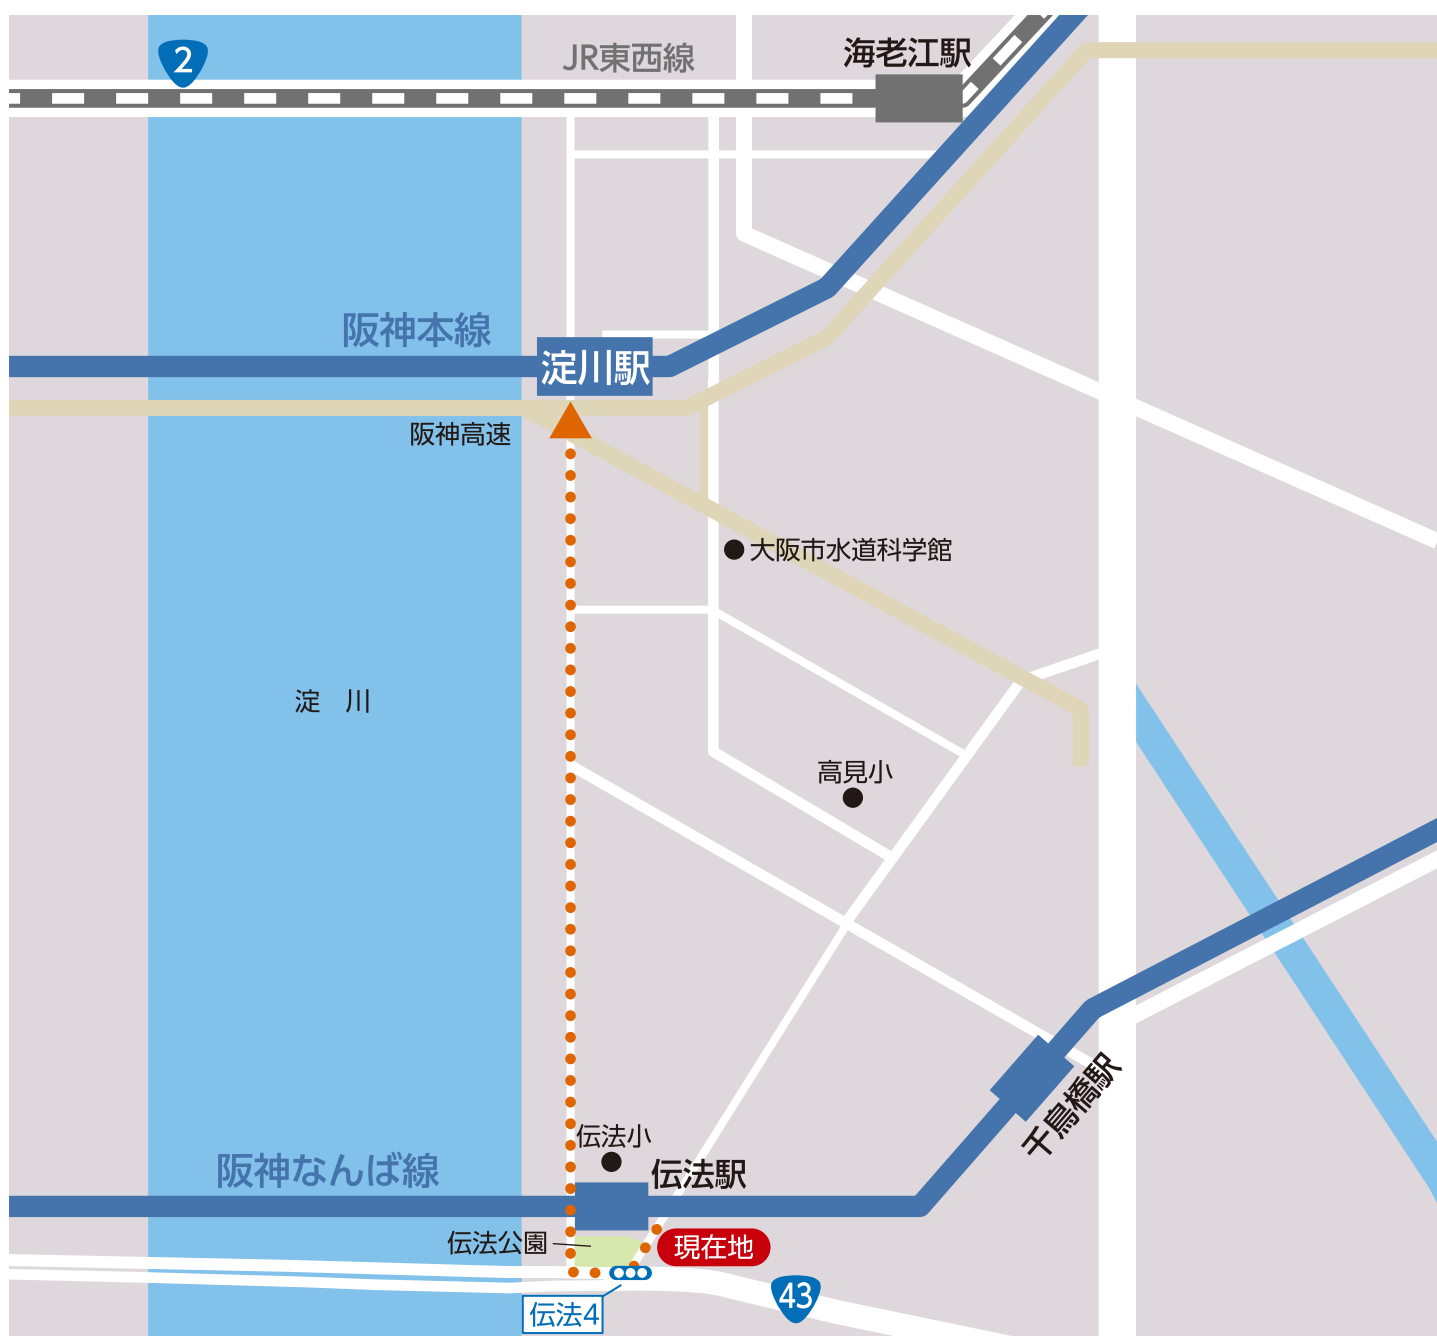 2
JR東西線
海老江駅
阪神本線
淀川駅
阪神高速
大阪市水道科学館
淀　川
高見小
千鳥橋駅
伝法小
阪神なんば線
伝法駅
伝法公園
現在地
伝法4
43